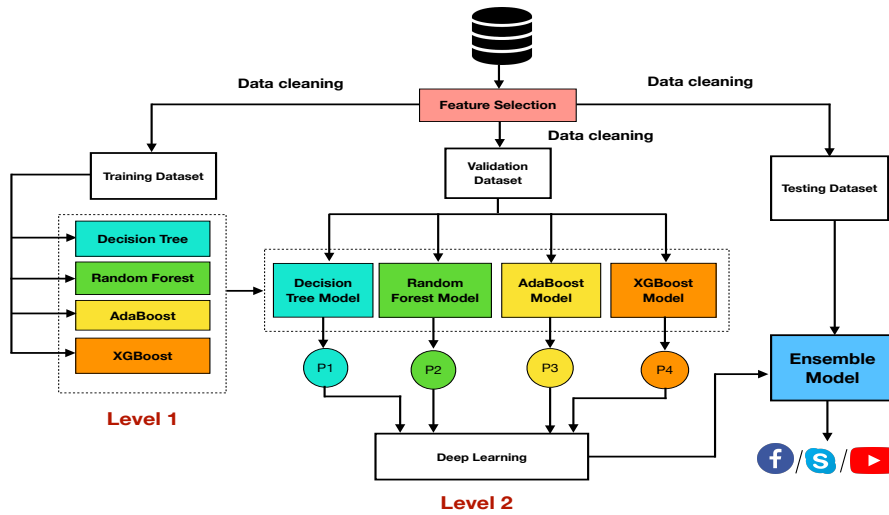 Data cleaning
Data cleaning
Feature Selection
Data cleaning
Training Dataset
Validation
Dataset
Testing Dataset
Decision Tree
Random Forest
AdaBoost
XGBoost
Level 1
Decision
Tree Model
Random
Forest Model
AdaBoost
Model
XGBoost
Model
P1
P2
P3
P4
Ensemble
Model
Deep Learning
Level 2
f
/
S
/